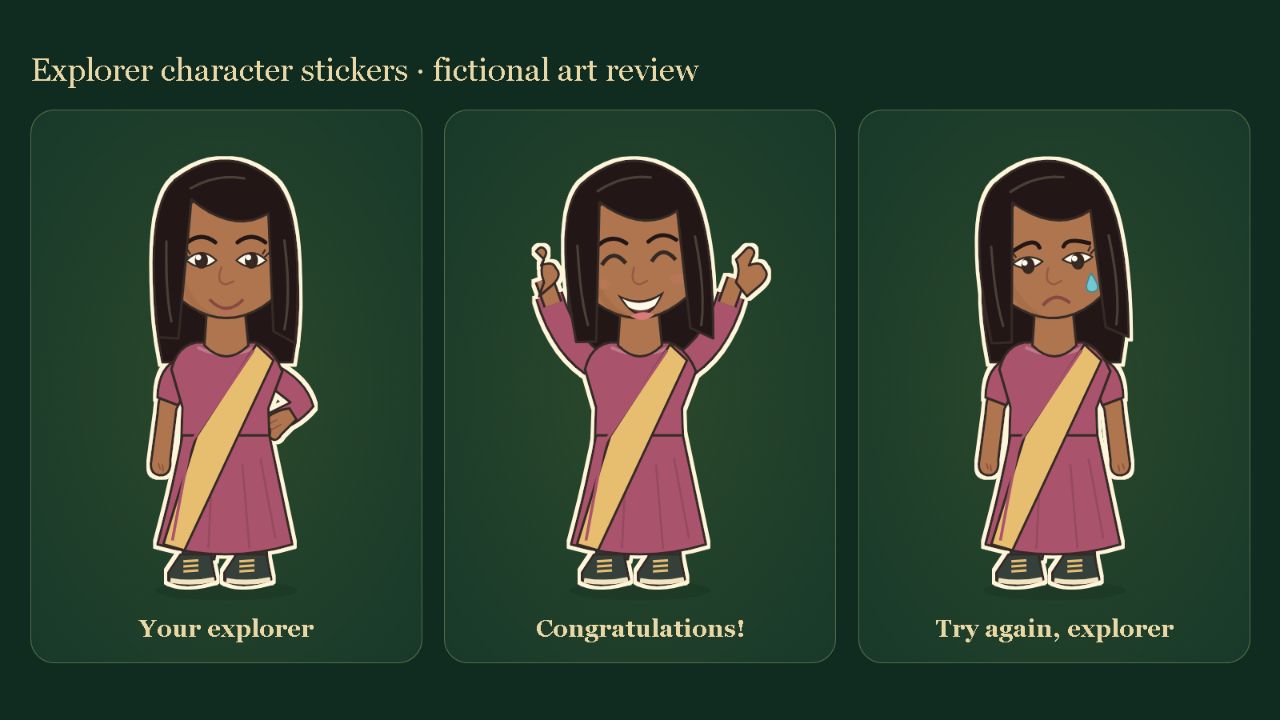 Explorer character stickers · fictional art review
Your explorer
Congratulations!
Try again, explorer